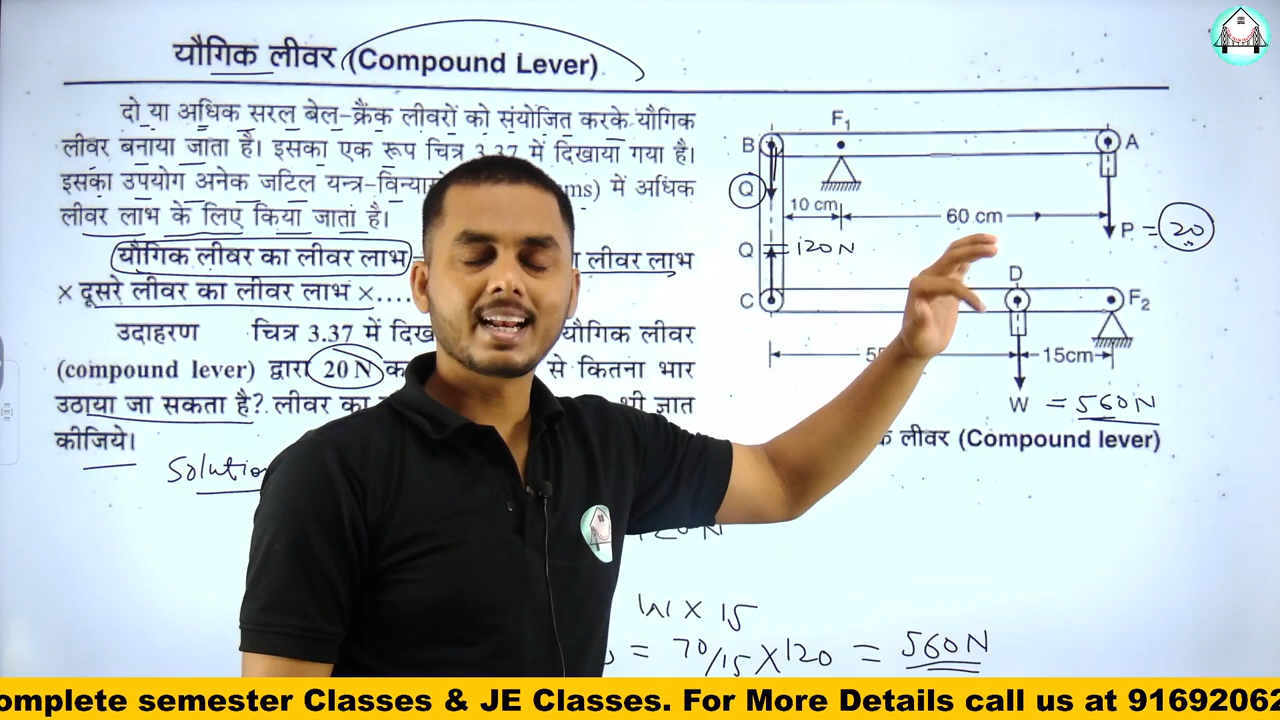 यौगिक लीवर (Compound Lever)
दो या अधिक सरल बेल-क्रैंक लीवरों को संयोजित करके यौगिक
लीवर बनाया जाता है। इसका एक रूप चित्र 3.37 में दिखाया गया है।
इसका उपयोग अनेक जटिल यन्त्र-विन्या ms) में अधिक
लीवर लाभ के लिए किया जाता है।
यौगिक लीवर का लीवर लाभ लीवर लाभ
× दूसरे लीवर का लीवर लाभ ×....
उदाहरण चित्र 3.37 में दिख यौगिक लीवर
(compound lever) द्वारा 20 N से कितना भार
उठाया जा सकता है? लीवर का भी ज्ञात
कीजिये।
Solution
B F1 A
Q
10 cm 60 cm
P = 20
Q = 120 N
D
C F2
15cm
W = 560 N
लीवर (Compound lever)
120 N
W × 15
= 70/15 × 120 = 560 N
omplete semester Classes & JE Classes. For More Details call us at 91692062